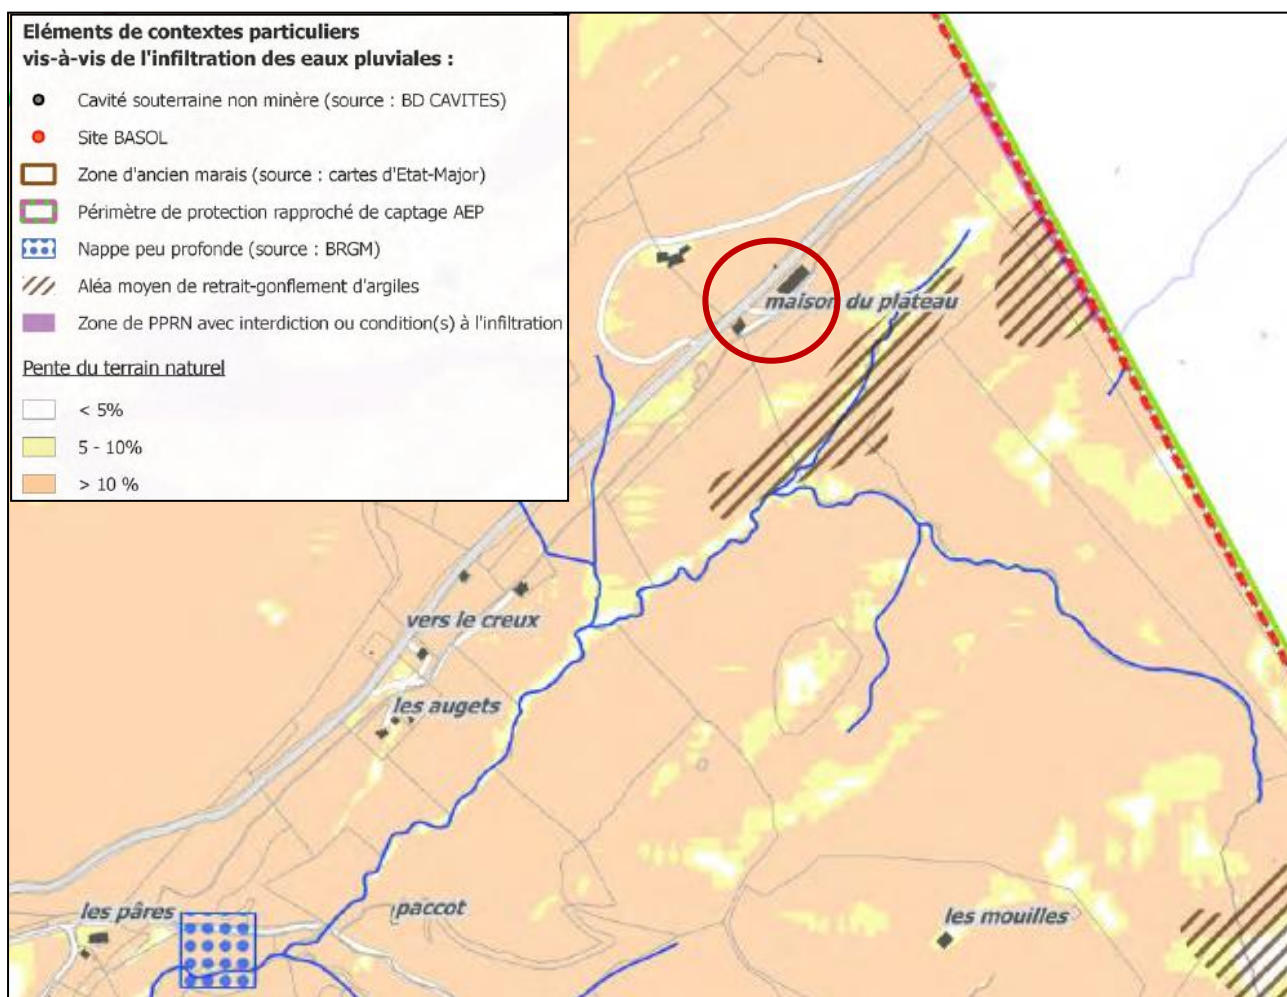 Eléments de contextes particuliers
vis-à-vis de l'infiltration des eaux pluviales :
Cavité souterraine non minère (source : BD CAVITES)
Site BASOL
Zone d'ancien marais (source : cartes d'Etat-Major)
Périmètre de protection rapproché de captage AEP
Nappe peu profonde (source : BRGM)
Aléa moyen de retrait-gonflement d'argiles
Zone de PPRN avec interdiction ou condition(s) à l'infiltration
Pente du terrain naturel
< 5%
5 - 10%
> 10 %
maison du plateau
vers le creux
les augets
les pâres
paccot
les mouilles